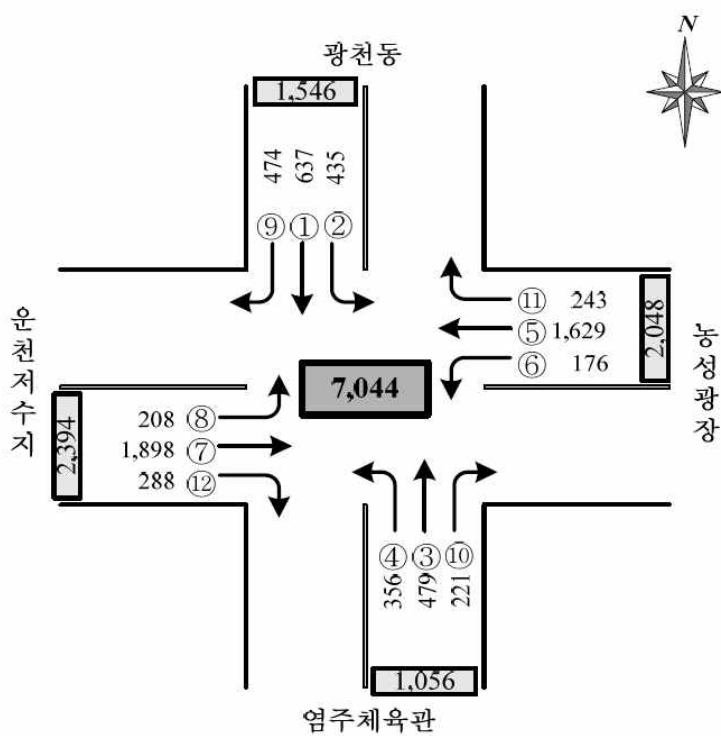 N
광천동
1,546
474 637 435
⑨ ① ②
⑪ 243
⑤ 1,629
⑥ 176
2,048
농성광장
운천저수지
7,044
2,394
208 ⑧
1,898 ⑦
288 ⑫
④ ③ ⑩
356 479 221
1,056
염주체육관